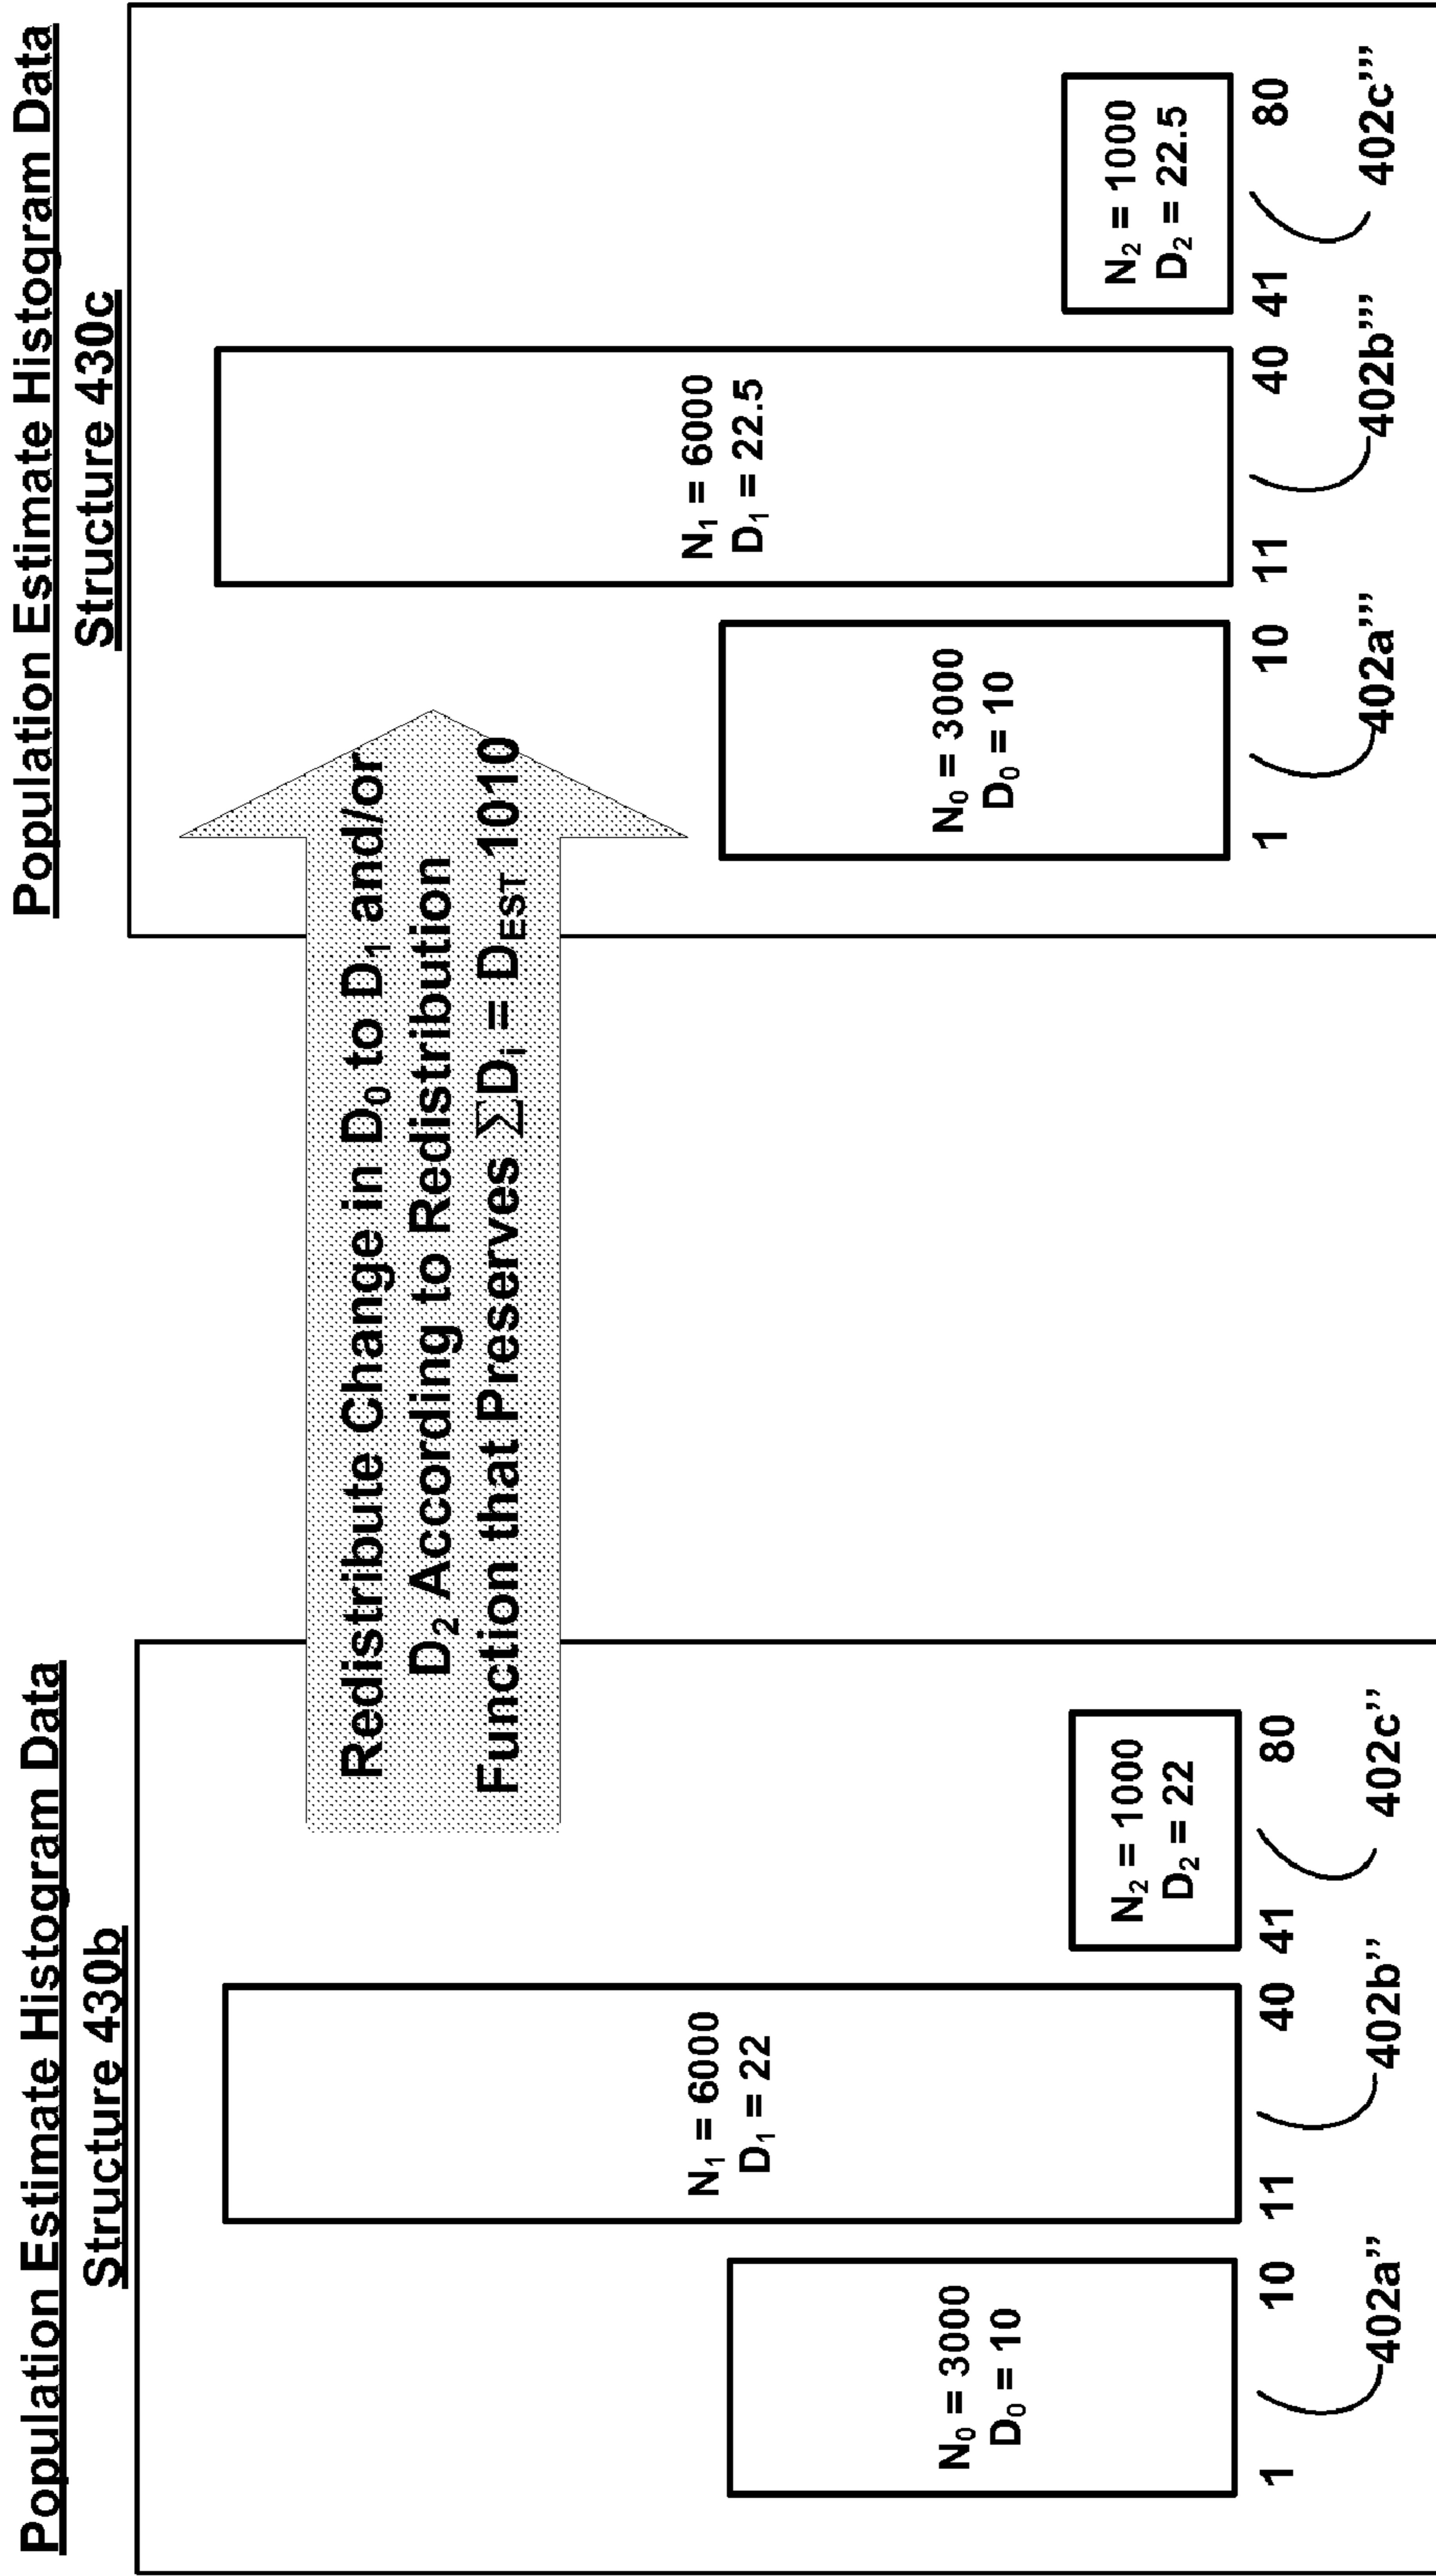 Population Estimate Histogram Data
Structure 430b
N₀ = 3000
D₀ = 10
N₁ = 6000
D₁ = 22
N₂ = 1000
D₂ = 22
1 10 11 40 41 80
402a’’ 402b’’ 402c’’
Redistribute Change in D₀ to D₁ and/or
D₂ According to Redistribution
Function that Preserves ∑Dᵢ = D_EST 1010
Population Estimate Histogram Data
Structure 430c
N₀ = 3000
D₀ = 10
N₁ = 6000
D₁ = 22.5
N₂ = 1000
D₂ = 22.5
1 10 11 40 41 80
402a’’’ 402b’’’ 402c’’’